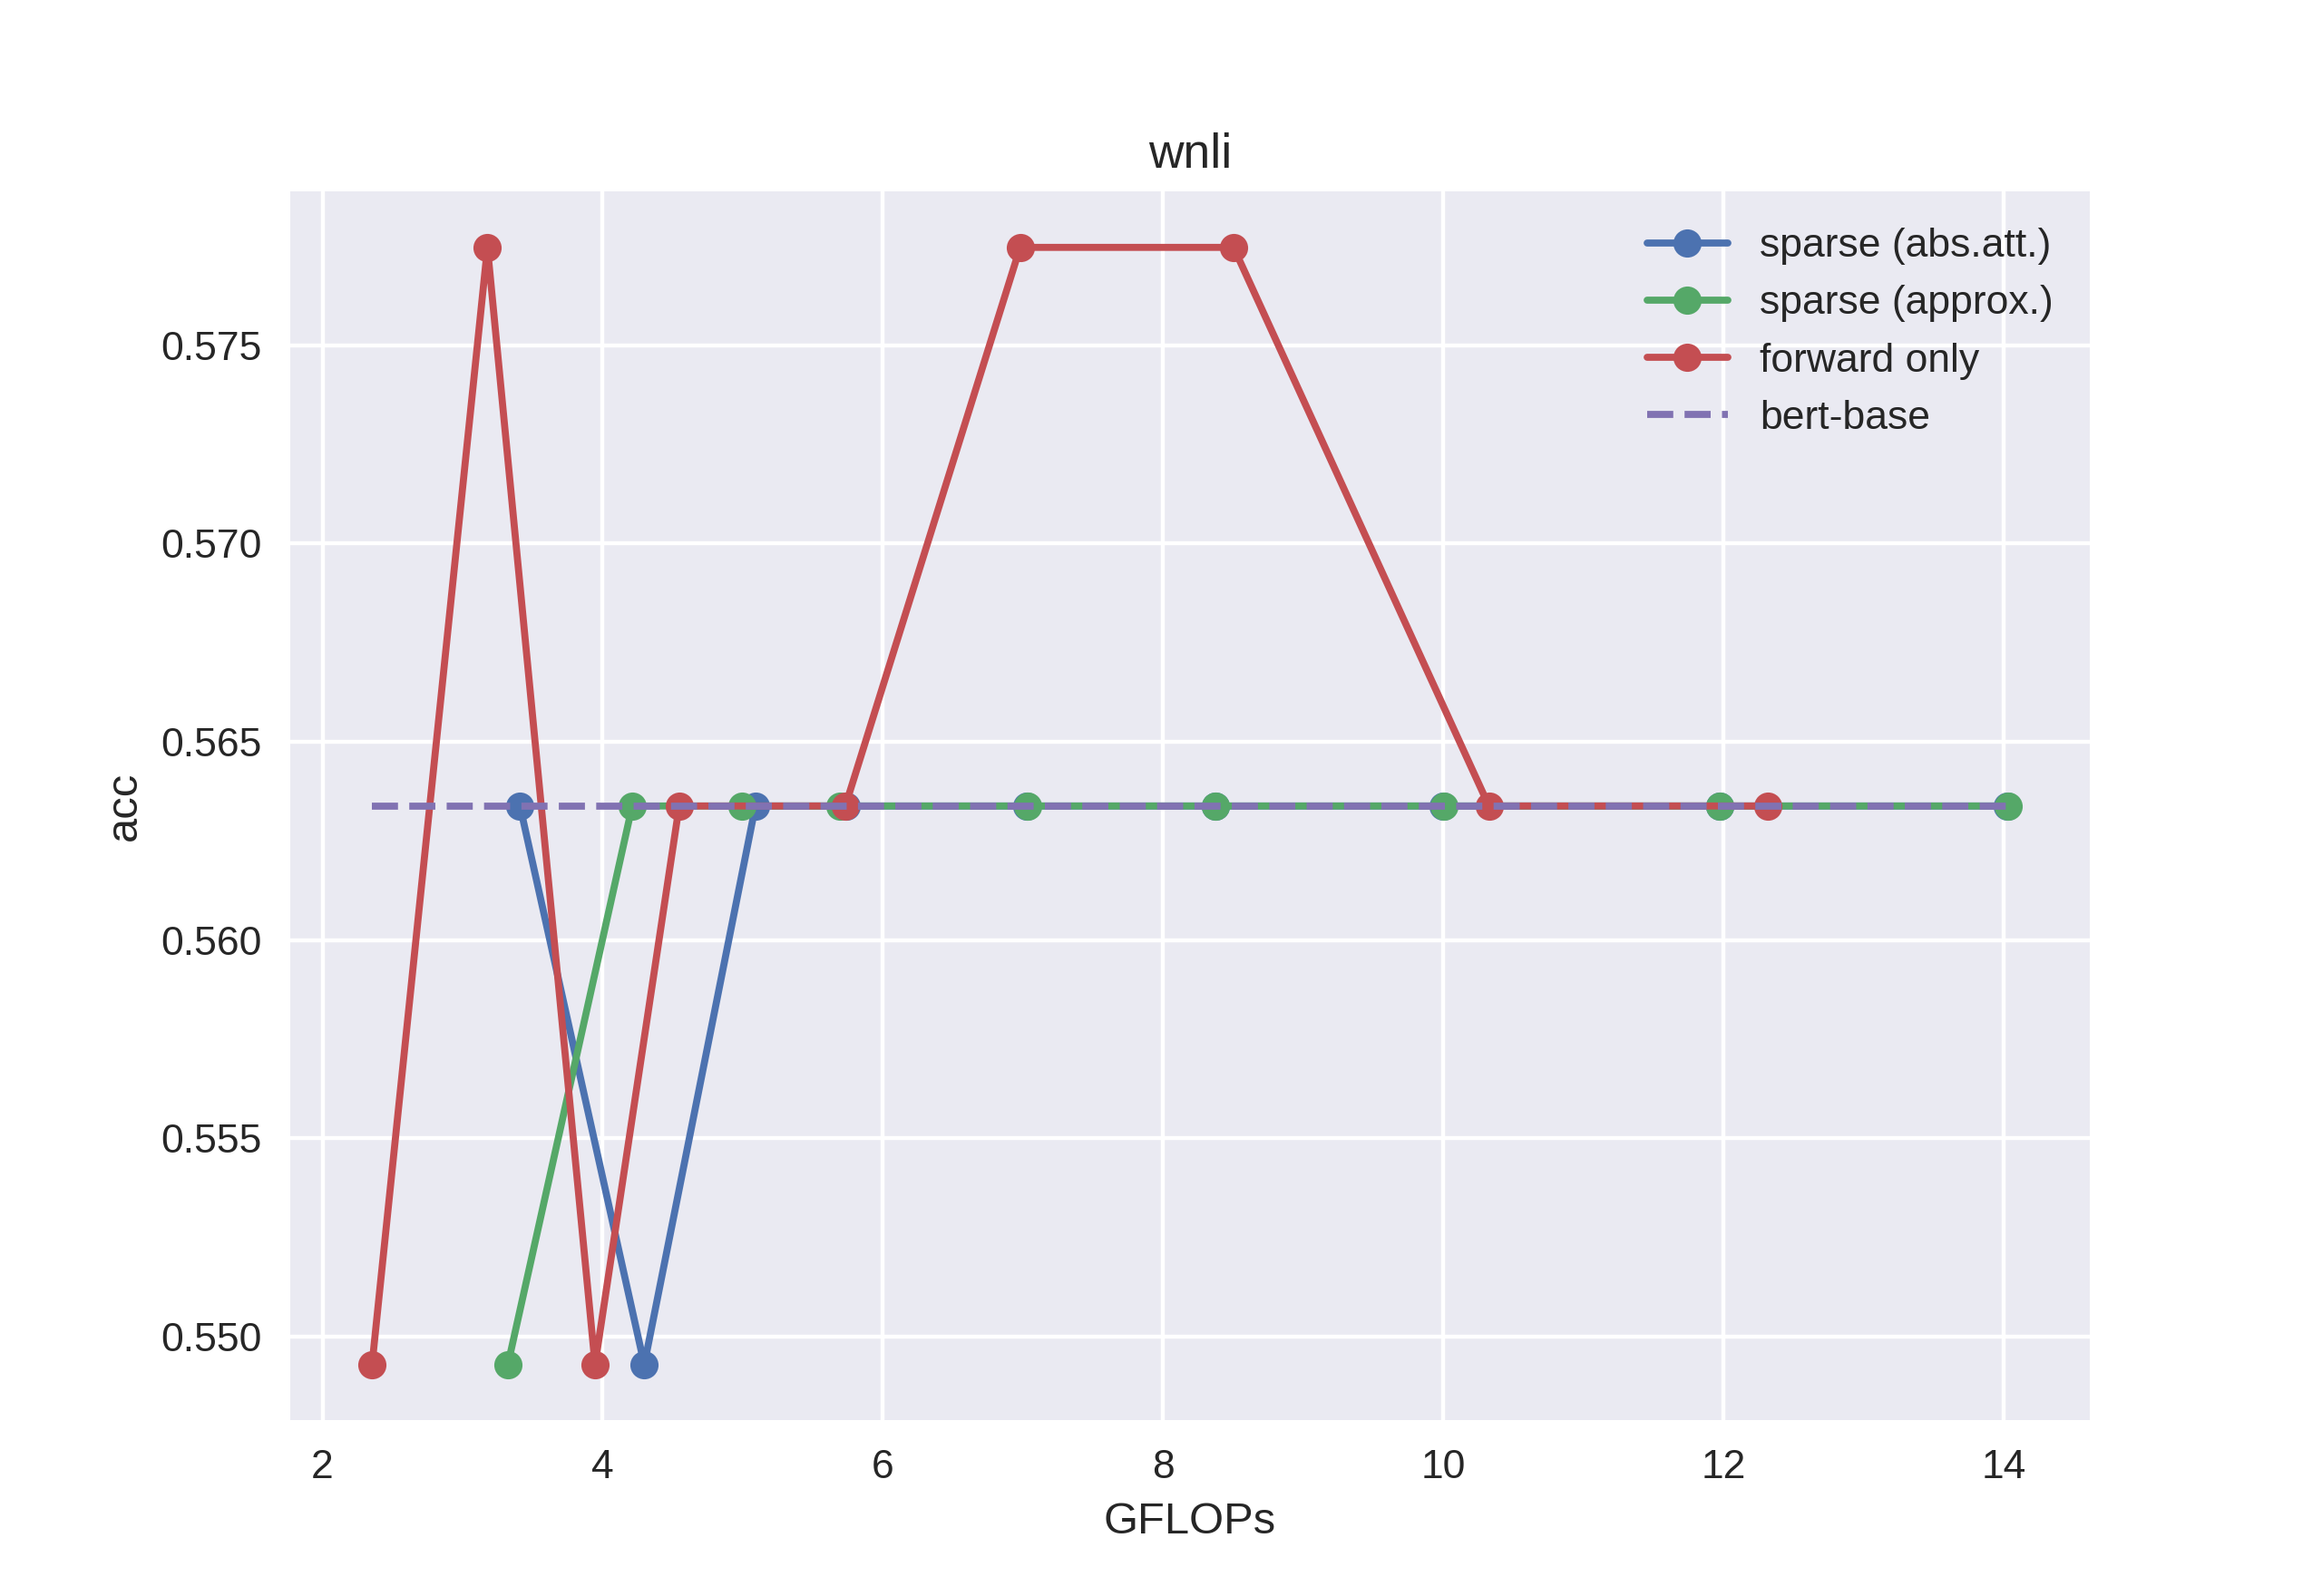 wnli
sparse (abs.att.)
sparse (approx.)
forward only
bert-base
0.575
0.570
0.565
0.560
0.555
0.550
acc
2 4 6 8 10 12 14
GFLOPs